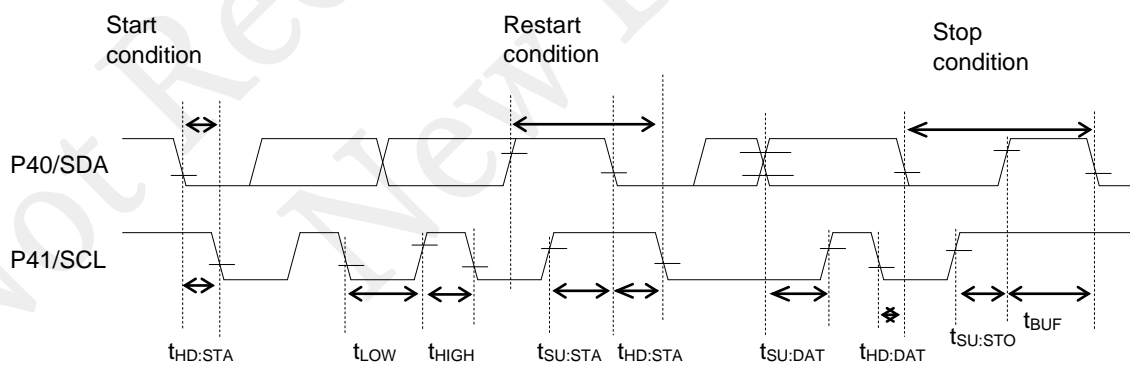 Start
condition
Restart
condition
Stop
condition
P40/SDA
P41/SCL
tHD:STA
tLOW
tHIGH
tSU:STA
tHD:STA
tSU:DAT
tHD:DAT
tSU:STO
tBUF